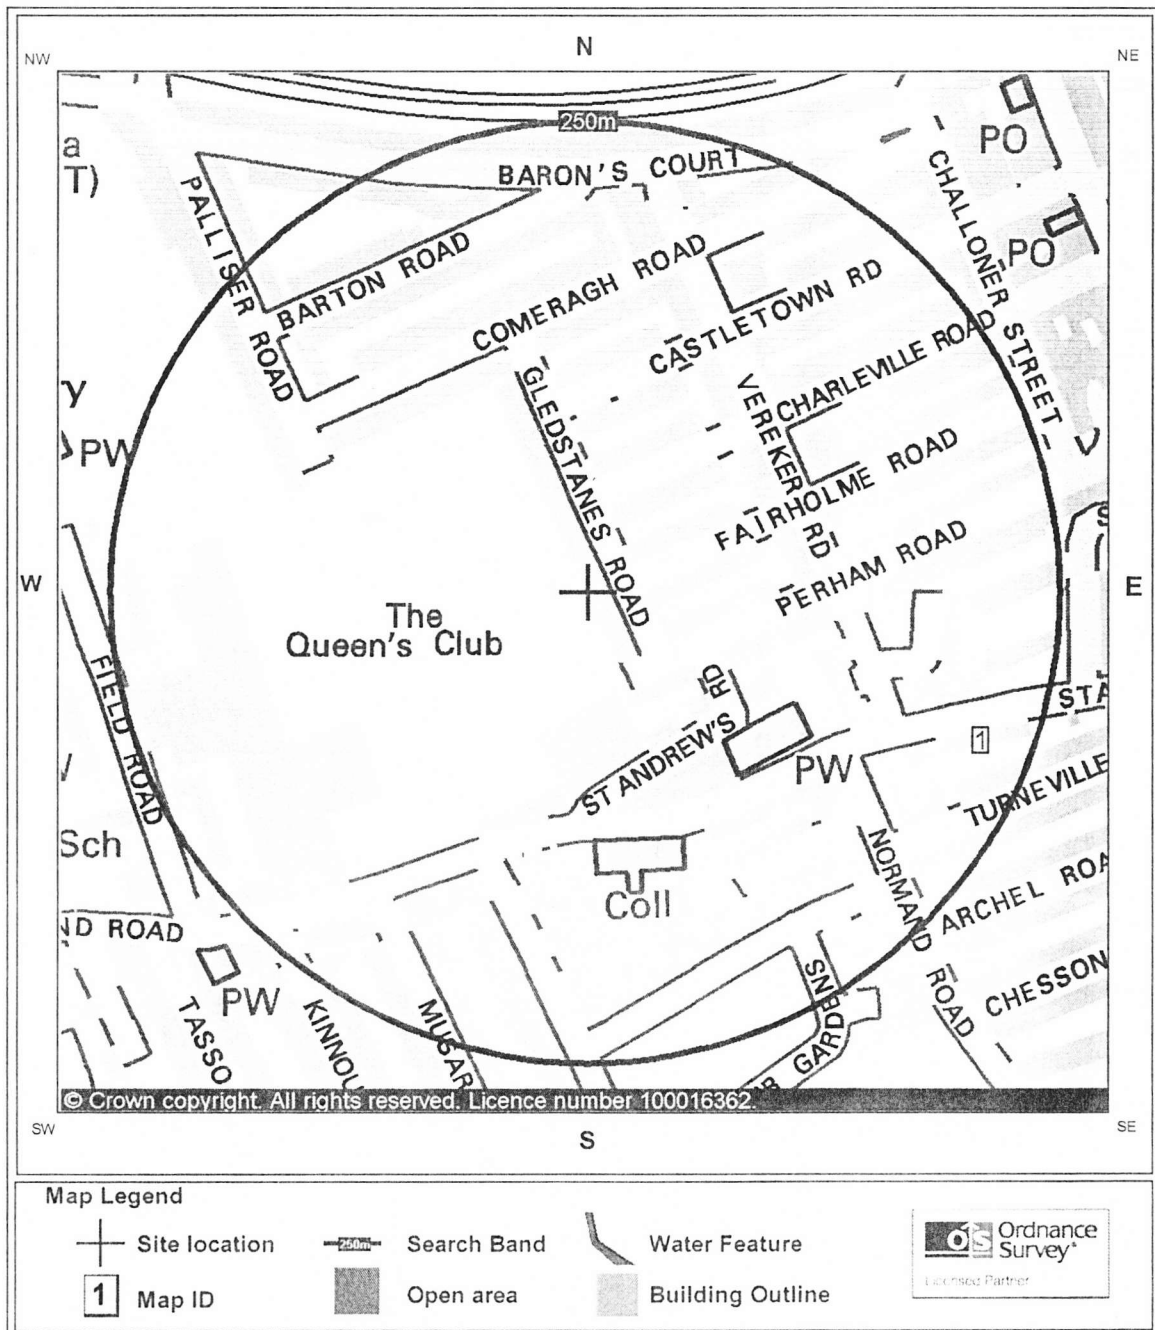 N
NW
NE
250m
a
T)
PO
BARON'S COURT
CHALLONER STREET
PALLISER ROAD
PO
BARTON ROAD
COMERAGH ROAD
CASTLETOWN RD
CHARLEVILLE ROAD
GLEDSTANES ROAD
VEREKER RD
y
PW
FAIRHOLME ROAD
PERHAM ROAD
W
E
The
Queen's Club
FIELD ROAD
ST ANDREW'S RD
STA
1
PW
TURNEVILLE
Sch
NORMAND ROAD
ARCHEL ROA
Coll
ND ROAD
CHESSON
PW
TASSO
KINNOU
MUSAR
GARDENS
© Crown copyright. All rights reserved. Licence number 100016362.
SW
S
SE
Map Legend
Site location
250m Search Band
Water Feature
1 Map ID
Open area
Building Outline
OS Ordnance
Survey
Licensed Partner